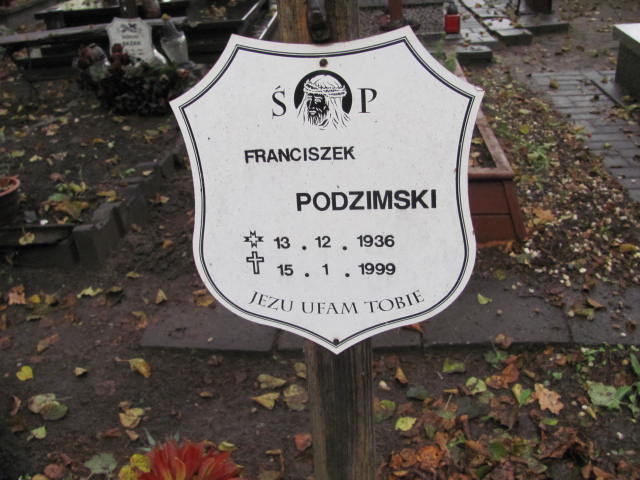 Ś P
FRANCISZEK
PODZIMSKI
13 . 12 . 1936
15 . 1 . 1999
JEZU UFAM TOBIE